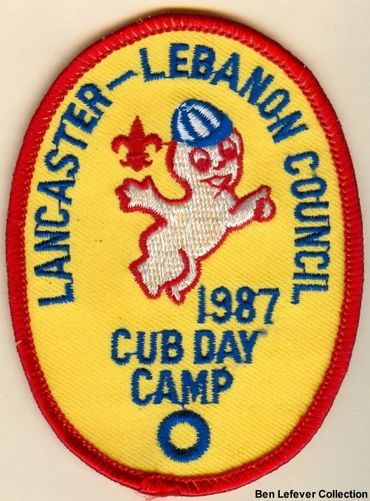 LANCASTER-LEBANON COUNCIL
1987
CUB DAY
CAMP
Ben Lefever Collection